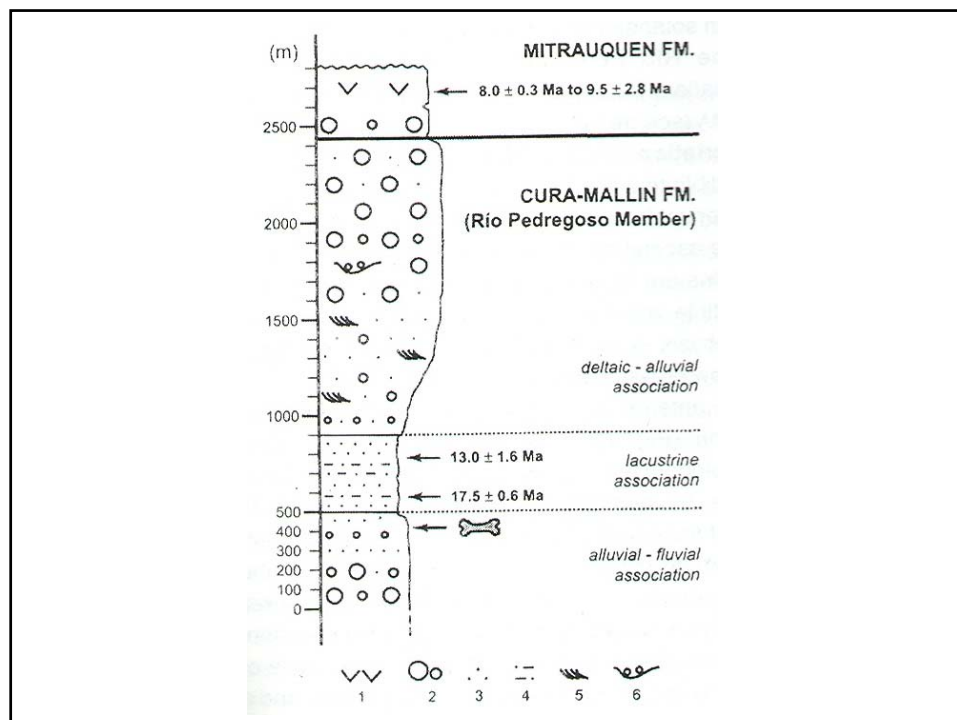 (m)
MITRAUQUEN FM.
8.0 ± 0.3 Ma to 9.5 ± 2.8 Ma
2500
CURA-MALLIN FM.
(Río Pedregoso Member)
2000
1500
deltaic - alluvial
association
1000
13.0 ± 1.6 Ma
lacustrine
association
17.5 ± 0.6 Ma
500
400
300
alluvial - fluvial
association
200
100
0
1 2 3 4 5 6